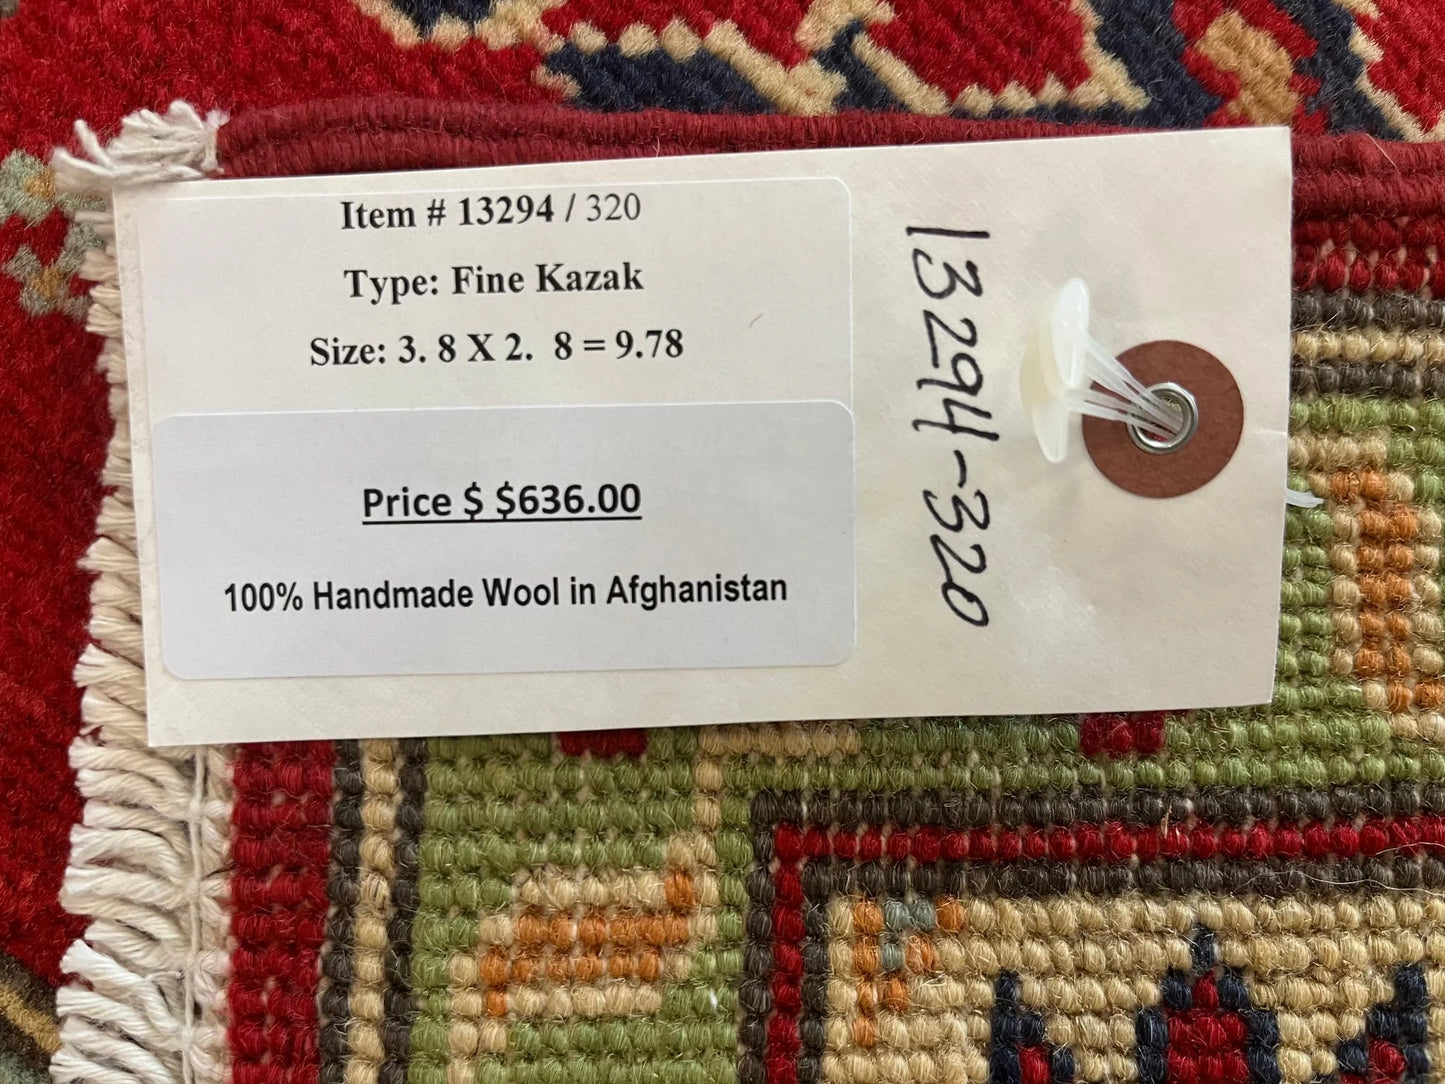 Item # 13294 / 320
Type: Fine Kazak
Size: 3. 8 X 2.  8 = 9.78
Price $ $636.00
100% Handmade Wool in Afghanistan
13294-320